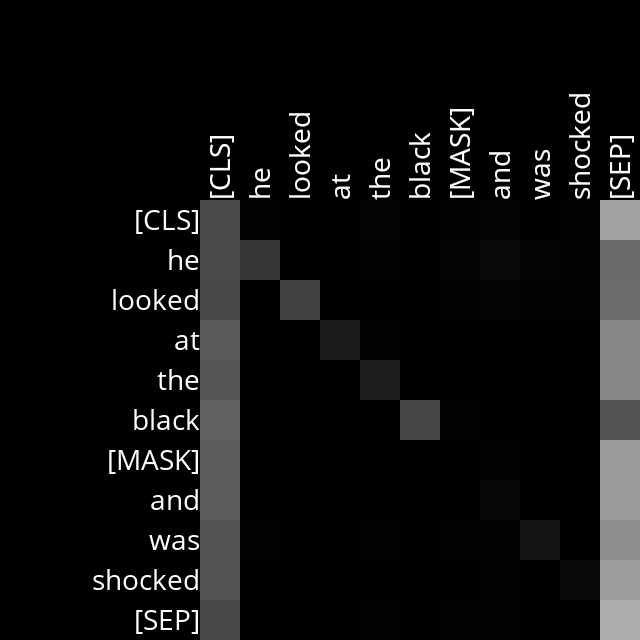 [CLS] he looked at the black [MASK] and was shocked [SEP]
[CLS]
he
looked
at
the
black
[MASK]
and
was
shocked
[SEP]